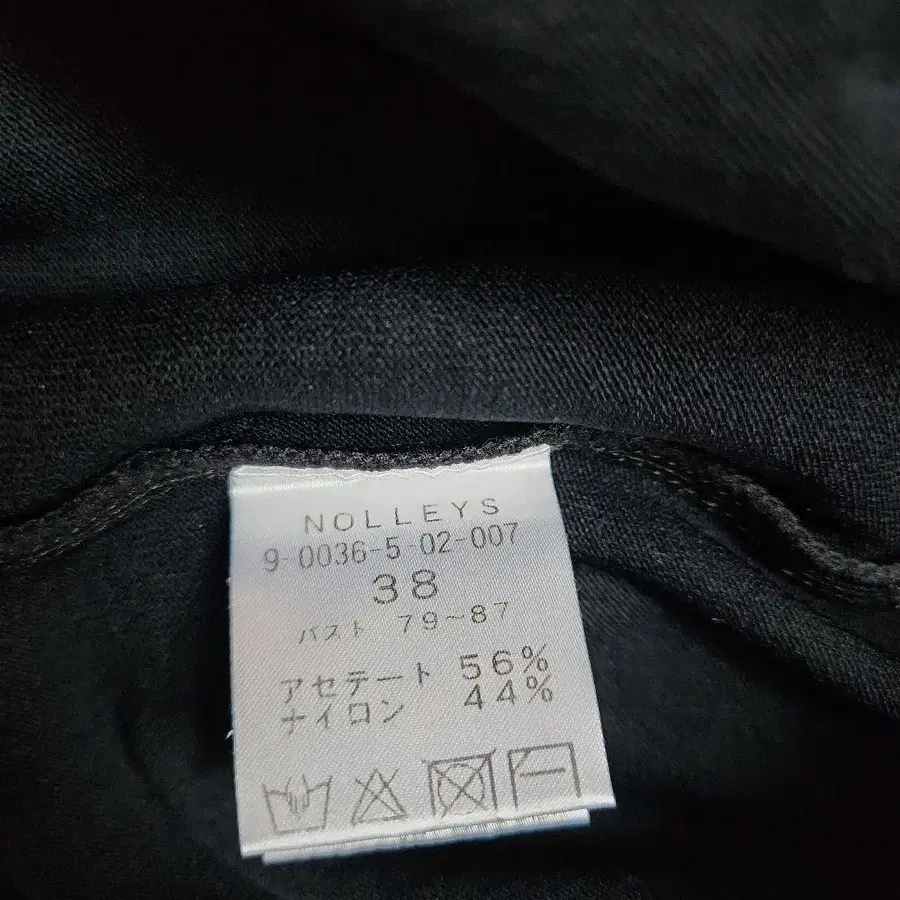 NOLLEYS
9-0036-5-02-007
38
バスト 79~87
アセテート 56%
ナイロン 44%